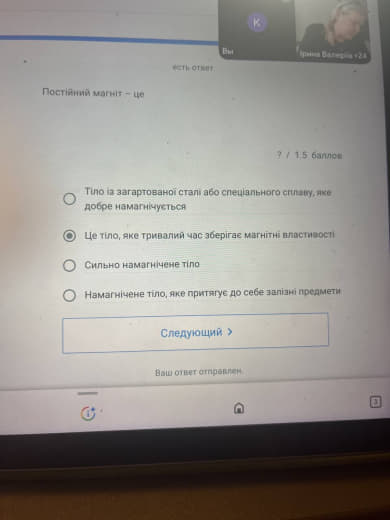 K
Вы
Ірина Валеріїв +24
есть ответ
Постійний магніт – це
? / 1.5 баллов
Тіло із загартованої сталі або спеціального сплаву, яке
добре намагнічується
Це тіло, яке тривалий час зберігає магнітні властивості
Сильно намагнічене тіло
Намагнічене тіло, яке притягує до себе залізні предмети
Следующий >
Ваш ответ отправлен.
3